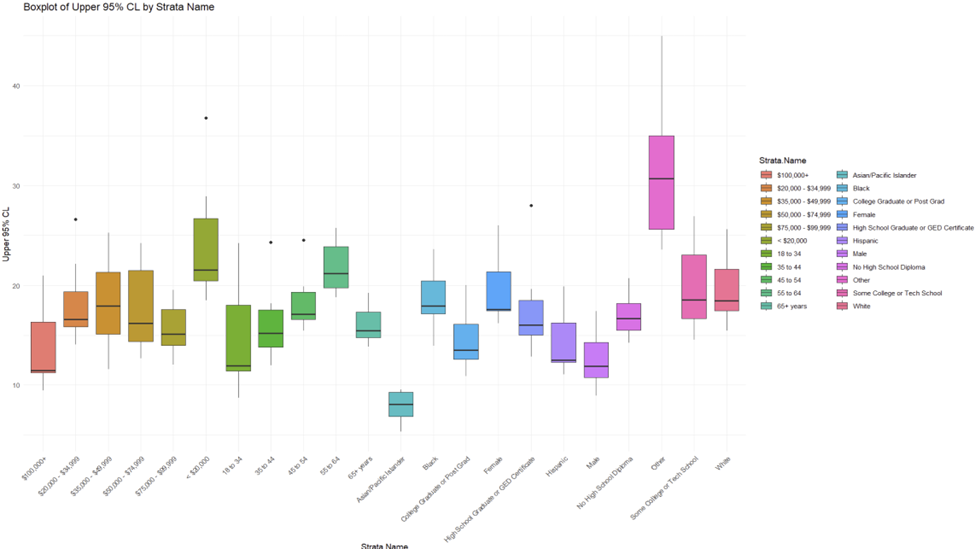 Boxplot of Upper 95% CL by Strata Name
Upper 95% CL
40
30
20
10
$100,000+
$20,000 - $34,999
$35,000 - $49,999
$50,000 - $74,999
$75,000 - $99,999
< $20,000
18 to 34
35 to 44
45 to 54
55 to 64
65+ years
Asian/Pacific Islander
Black
College Graduate or Post Grad
Female
High School Graduate or GED Certificate
Hispanic
Male
No High School Diploma
Other
Some College or Tech School
White
Strata Name
Strata.Name
$100,000+
$20,000 - $34,999
$35,000 - $49,999
$50,000 - $74,999
$75,000 - $99,999
< $20,000
18 to 34
35 to 44
45 to 54
55 to 64
65+ years
Asian/Pacific Islander
Black
College Graduate or Post Grad
Female
High School Graduate or GED Certificate
Hispanic
Male
No High School Diploma
Other
Some College or Tech School
White